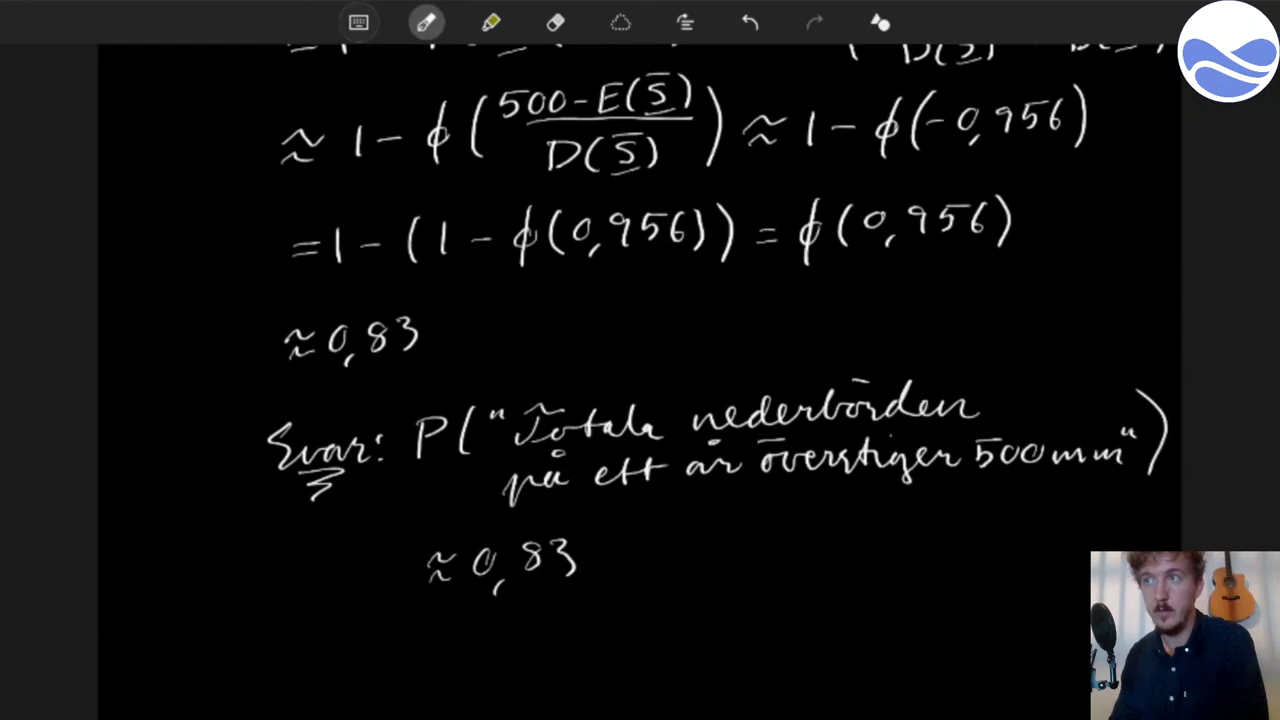 ≈ 1 - ϕ(500 - E(S̅)/D(S̅)) ≈ 1 - ϕ(-0,956)
= 1 - (1 - ϕ(0,956)) = ϕ(0,956)
≈ 0,83
Svar: P("Totala nederbörden
på ett år överstiger 500mm")
≈ 0,83